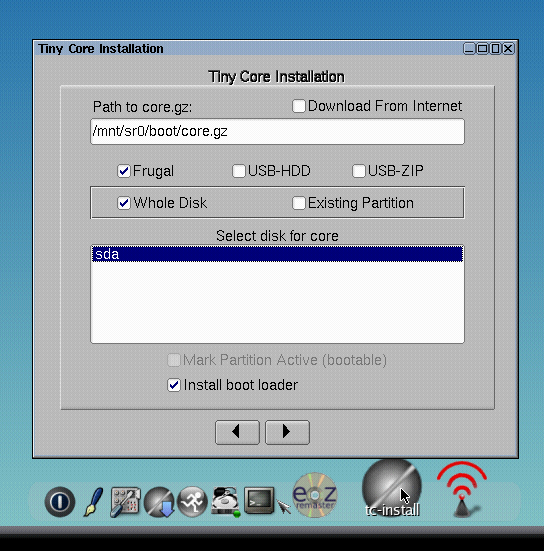 Tiny Core Installation
Tiny Core Installation
Path to core.gz:
Download From Internet
/mnt/sr0/boot/core.gz
Frugal
USB-HDD
USB-ZIP
Whole Disk
Existing Partition
Select disk for core
sda
Mark Partition Active (bootable)
Install boot loader
ezremaster
tc-install